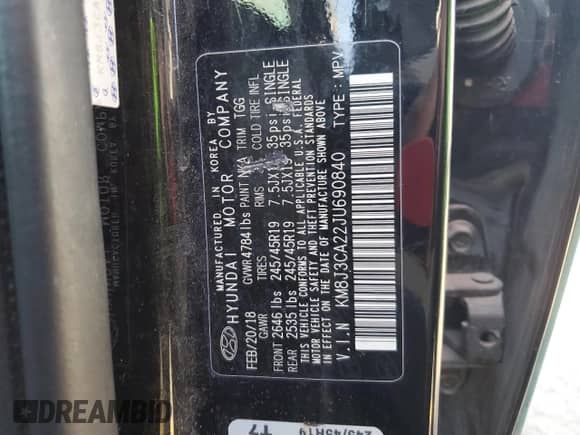 MANUFACTURED IN KOREA BY
HYUNDAI MOTOR COMPANY
FEB/20/18 GVWR 4784 lbs PAINT NKA TRIM TGG
GAWR TIRES RIMS COLD TIRE INFL.
FRONT 2646 lbs 245/45R19 7.5JX19 35psi, SINGLE
REAR 2535 lbs 245/45R19 7.5JX19 35psi, SINGLE
THIS VEHICLE CONFORMS TO ALL APPLICABLE U.S.A. FEDERAL
MOTOR VEHICLE SAFETY AND THEFT PREVENTION STANDARDS
IN EFFECT ON THE DATE OF MANUFACTURE SHOWN ABOVE
V.I.N : KM8J3CA22JU690840 TYPE : MPV
245/45R19
DREAMBID